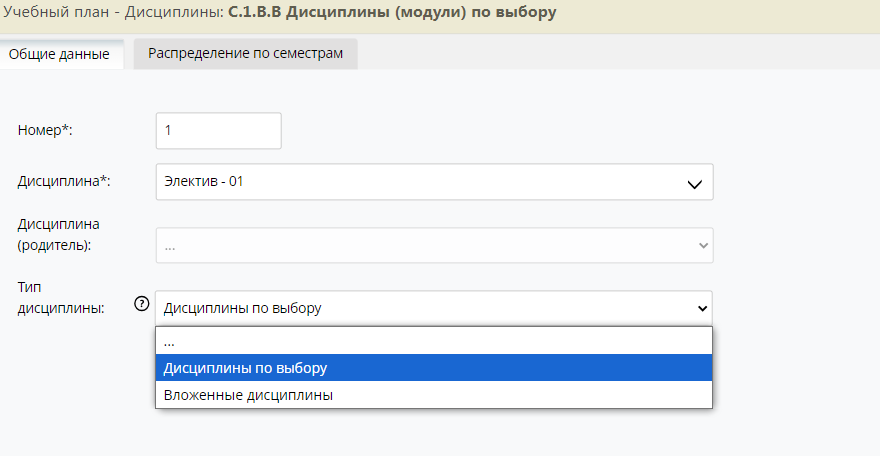 Учебный план - Дисциплины: С.1.В.В Дисциплины (модули) по выбору
Общие данные
Распределение по семестрам
Номер*:
1
Дисциплина*:
Электив - 01
Дисциплина
(родитель):
...
Тип
дисциплины:
?
Дисциплины по выбору
...
Дисциплины по выбору
Вложенные дисциплины